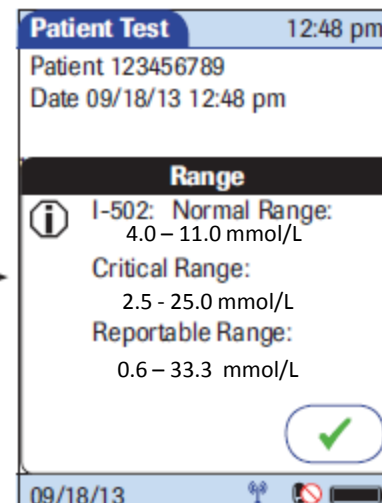 Patient Test 12:48 pm
Patient 123456789
Date 09/18/13 12:48 pm
Range
I-502: Normal Range:
4.0 – 11.0 mmol/L
Critical Range:
2.5 - 25.0 mmol/L
Reportable Range:
0.6 – 33.3 mmol/L
09/18/13